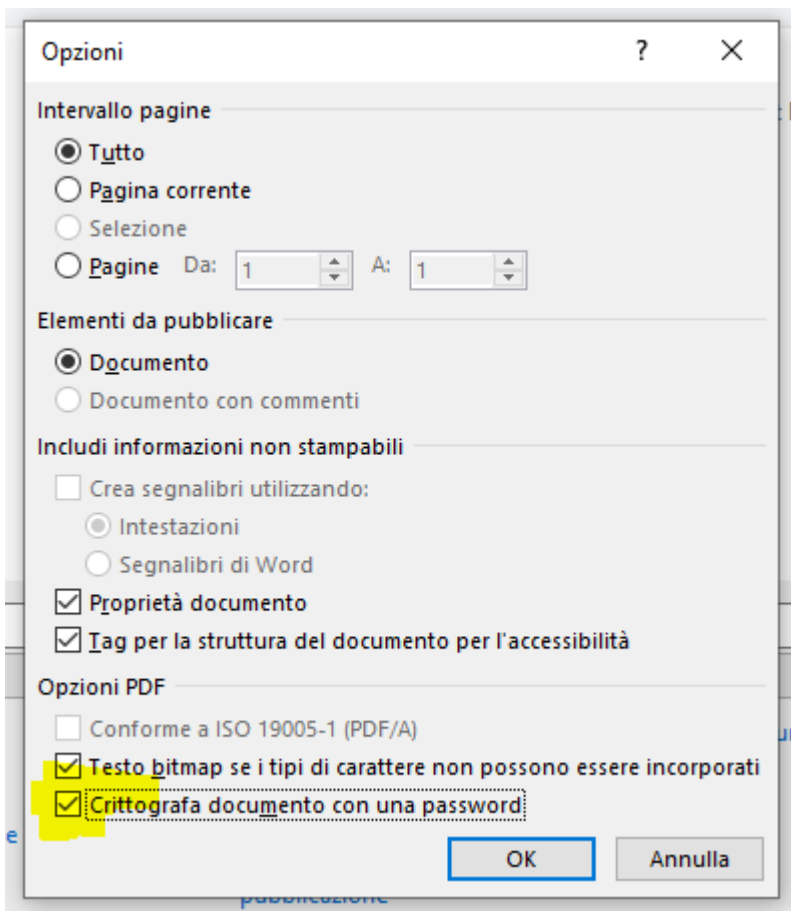 Opzioni ?
Intervallo pagine
Tutto
Pagina corrente
Selezione
Pagine Da: 1 A: 1
Elementi da pubblicare
Documento
Documento con commenti
Includi informazioni non stampabili
Crea segnalibri utilizzando:
Intestazioni
Segnalibri di Word
Proprietà documento
Tag per la struttura del documento per l'accessibilità
Opzioni PDF
Conforme a ISO 19005-1 (PDF/A)
Testo bitmap se i tipi di carattere non possono essere incorporati
Crittografa documento con una password
OK Annulla
pubblicazione